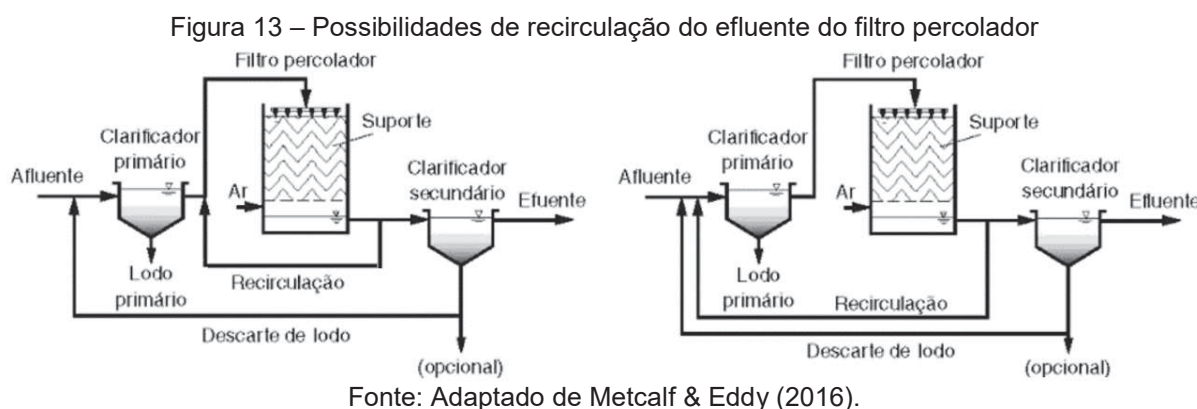 Figura 13 – Possibilidades de recirculação do efluente do filtro percolador
Filtro percolador
Suporte
Clarificador
primário
Afluente
Ar
Clarificador
secundário
Efluente
Lodo
primário
Recirculação
Descarte de lodo
(opcional)
Filtro percolador
Suporte
Clarificador
primário
Afluente
Ar
Clarificador
secundário
Efluente
Lodo
primário
Recirculação
Descarte de lodo
(opcional)
Fonte: Adaptado de Metcalf & Eddy (2016).